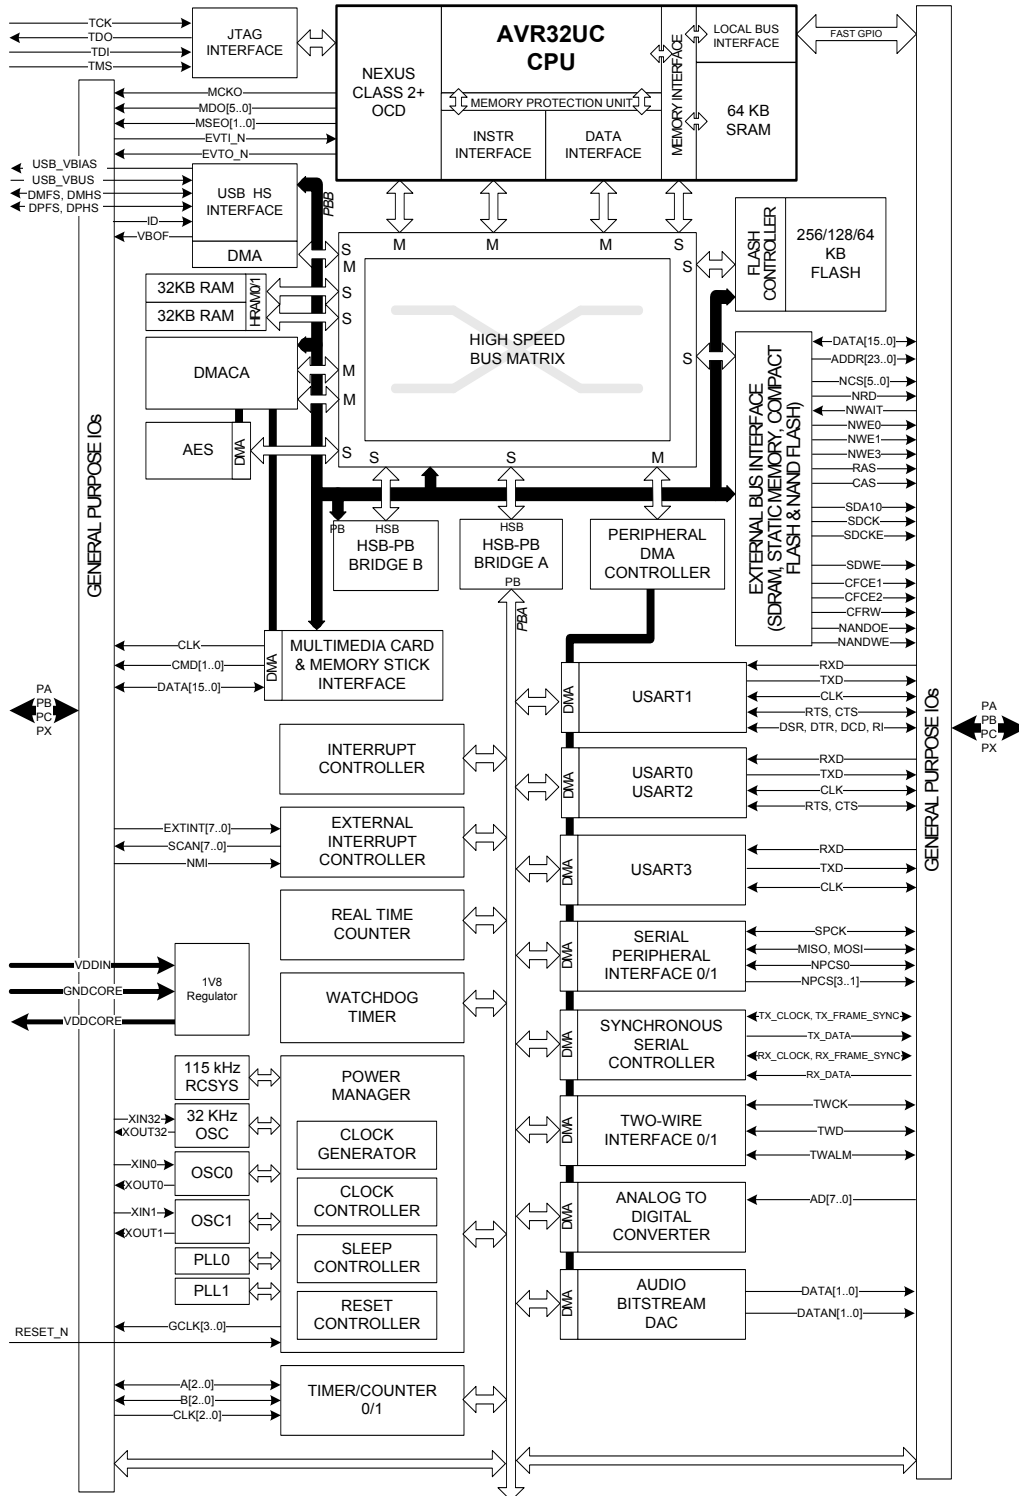 TCK
TDO
TDI
TMS
JTAG
INTERFACE
AVR32UC
CPU
NEXUS
CLASS 2+
OCD
MEMORY PROTECTION UNIT
INSTR
INTERFACE
DATA
INTERFACE
MEMORY INTERFACE
LOCAL BUS
INTERFACE
64 KB
SRAM
FAST GPIO
MCKO
MDO[5..0]
MSEO[1..0]
EVTI_N
EVTO_N
USB_VBIAS
USB_VBUS
DMFS, DMHS
DPFS, DPHS
ID
VBOF
USB HS
INTERFACE
DMA
PBB
32KB RAM
32KB RAM
HRAM0/1
DMACA
AES
DMA
S
M
S
S
M
M
S
M
M
M
S
S
S
S
S
M
HIGH SPEED
BUS MATRIX
FLASH
CONTROLLER
256/128/64
KB
FLASH
EXTERNAL BUS INTERFACE
(SDRAM, STATIC MEMORY, COMPACT
FLASH & NAND FLASH)
DATA[15..0]
ADDR[23..0]
NCS[5..0]
NRD
NWAIT
NWE0
NWE1
NWE3
RAS
CAS
SDA10
SDCK
SDCKE
SDWE
CFCE1
CFCE2
CFRW
NANDOE
NANDWE
GENERAL PURPOSE IOs
GENERAL PURPOSE IOs
PB
HSB
HSB-PB
BRIDGE B
HSB
HSB-PB
BRIDGE A
PB
PBA
PERIPHERAL
DMA
CONTROLLER
CLK
CMD[1..0]
DATA[15..0]
DMA
MULTIMEDIA CARD
& MEMORY STICK
INTERFACE
PA
PB
PC
PX
PA
PB
PC
PX
DMA
USART1
RXD
TXD
CLK
RTS, CTS
DSR, DTR, DCD, RI
INTERRUPT
CONTROLLER
DMA
USART0
USART2
RXD
TXD
CLK
RTS, CTS
EXTINT[7..0]
SCAN[7..0]
NMI
EXTERNAL
INTERRUPT
CONTROLLER
DMA
USART3
RXD
TXD
CLK
REAL TIME
COUNTER
DMA
SERIAL
PERIPHERAL
INTERFACE 0/1
SPCK
MISO, MOSI
NPCS0
NPCS[3..1]
VDDIN
GNDCORE
VDDCORE
1V8
Regulator
WATCHDOG
TIMER
DMA
SYNCHRONOUS
SERIAL
CONTROLLER
TX_CLOCK, TX_FRAME_SYNC
TX_DATA
RX_CLOCK, RX_FRAME_SYNC
RX_DATA
115 kHz
RCSYS
POWER
MANAGER
XIN32
XOUT32
32 KHz
OSC
CLOCK
GENERATOR
DMA
TWO-WIRE
INTERFACE 0/1
TWCK
TWD
TWALM
XIN0
XOUT0
OSC0
CLOCK
CONTROLLER
DMA
ANALOG TO
DIGITAL
CONVERTER
AD[7..0]
XIN1
XOUT1
OSC1
PLL0
SLEEP
CONTROLLER
PLL1
RESET
CONTROLLER
DMA
AUDIO
BITSTREAM
DAC
DATA[1..0]
DATAN[1..0]
GCLK[3..0]
RESET_N
A[2..0]
B[2..0]
CLK[2..0]
TIMER/COUNTER
0/1